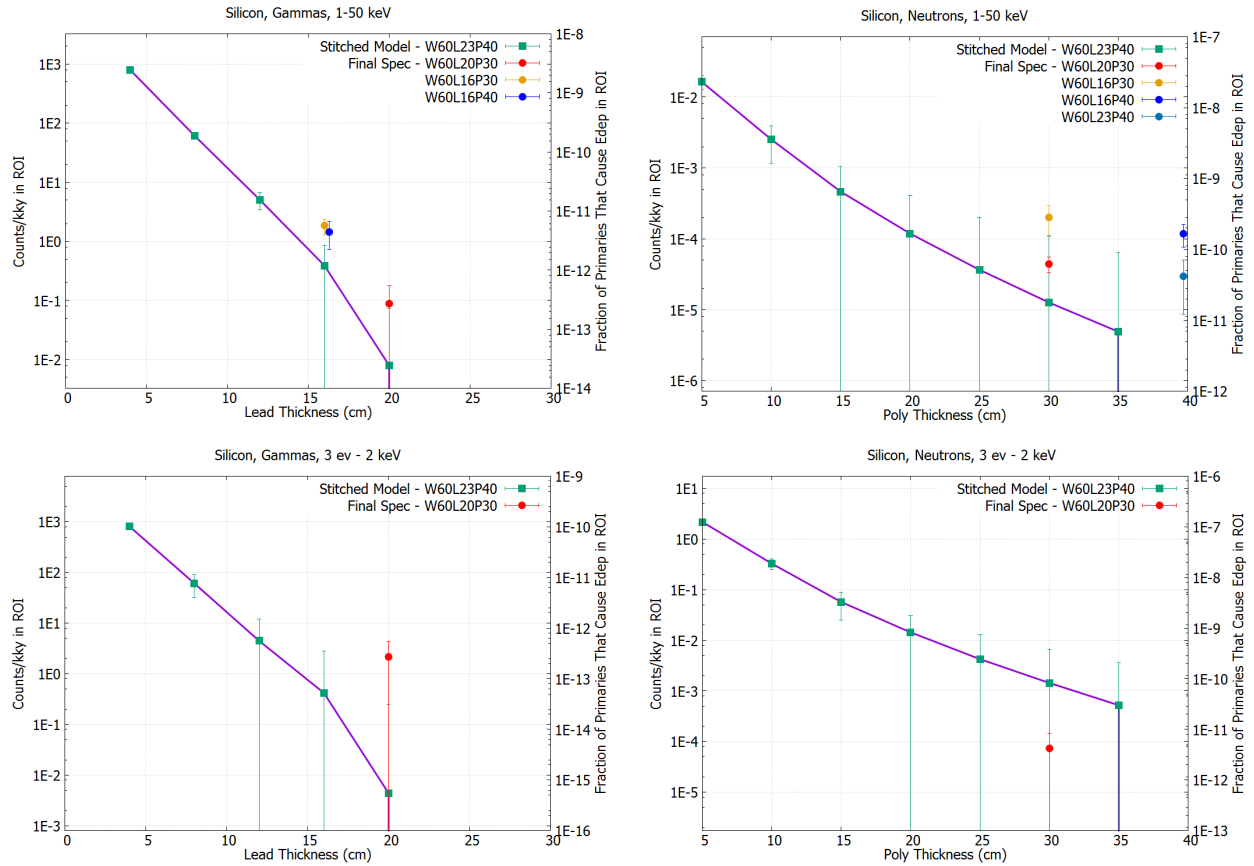 Silicon, Gammas, 1-50 keV
Stitched Model - W60L23P40
Final Spec - W60L20P30
W60L16P30
W60L16P40
Counts/kky in ROI
1E3
1E2
1E1
1E0
1E-1
1E-2
1E-8
1E-9
1E-10
1E-11
1E-12
1E-13
1E-14
Fraction of Primaries That Cause Edep in ROI
0 5 10 15 20 25 30
Lead Thickness (cm)
Silicon, Neutrons, 1-50 keV
Stitched Model - W60L23P40
Final Spec - W60L20P30
W60L16P30
W60L16P40
W60L23P40
Counts/kky in ROI
1E-2
1E-3
1E-4
1E-5
1E-6
1E-7
1E-8
1E-9
1E-10
1E-11
1E-12
Fraction of Primaries That Cause Edep in ROI
5 10 15 20 25 30 35 40
Poly Thickness (cm)
Silicon, Gammas, 3 ev - 2 keV
Stitched Model - W60L23P40
Final Spec - W60L20P30
Counts/kky in ROI
1E3
1E2
1E1
1E0
1E-1
1E-2
1E-3
1E-9
1E-10
1E-11
1E-12
1E-13
1E-14
1E-15
1E-16
Fraction of Primaries That Cause Edep in ROI
0 5 10 15 20 25 30
Lead Thickness (cm)
Silicon, Neutrons, 3 ev - 2 keV
Stitched Model - W60L23P40
Final Spec - W60L20P30
Counts/kky in ROI
1E1
1E0
1E-1
1E-2
1E-3
1E-4
1E-5
1E-6
1E-7
1E-8
1E-9
1E-10
1E-11
1E-12
1E-13
Fraction of Primaries That Cause Edep in ROI
5 10 15 20 25 30 35 40
Poly Thickness (cm)